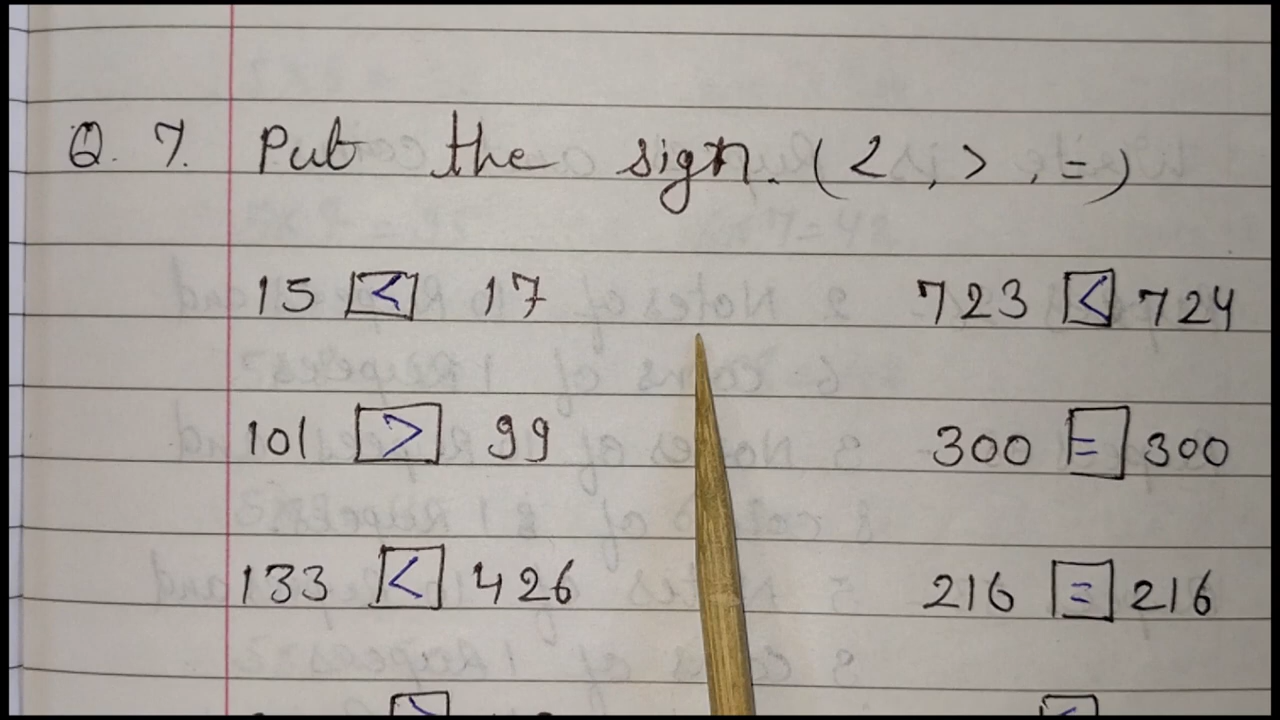 Q. 7. Put the sign. (<, >, =)
15 < 17 723 < 724
101 > 99 300 = 300
133 < 426 216 = 216